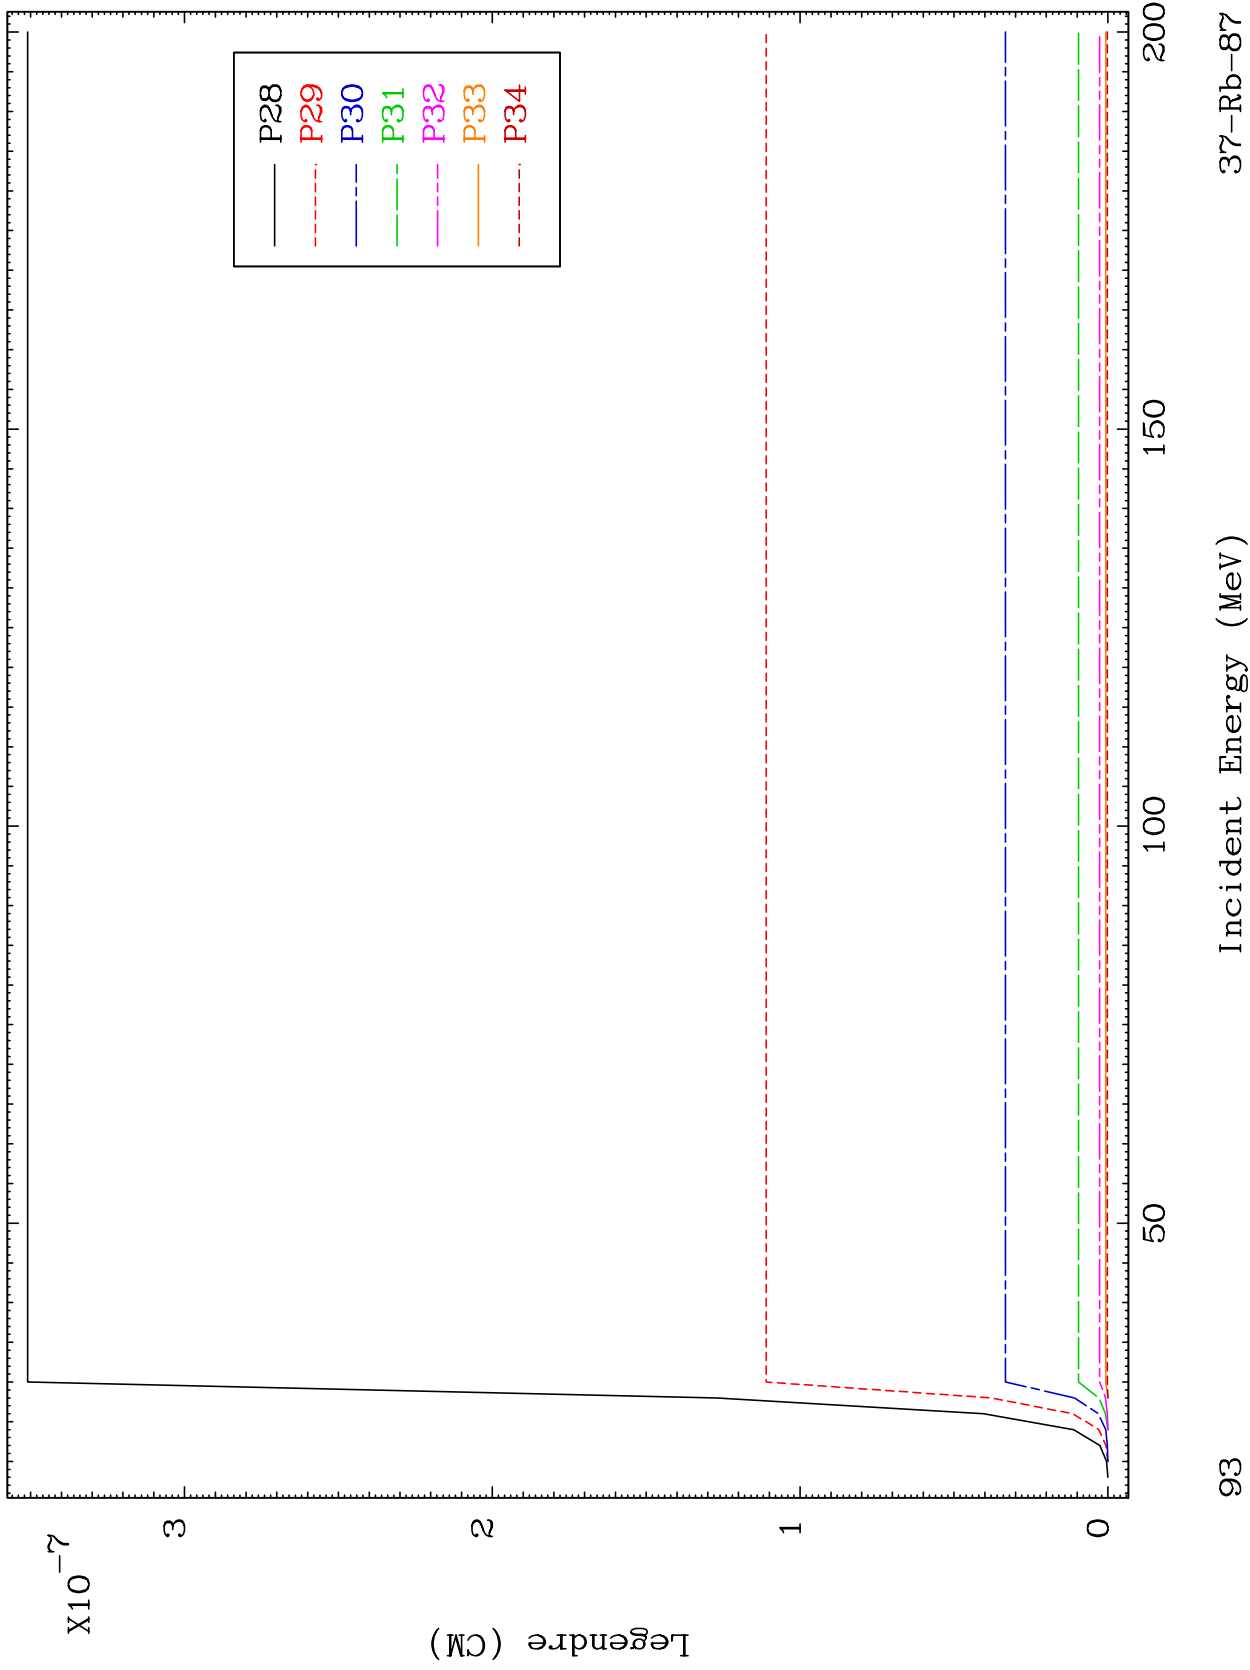 X10-7
3
2
1
0
Legendre (CM)
P28
P29
P30
P31
P32
P33
P34
50
100
150
200
Incident Energy (MeV)
93
37-Rb-87